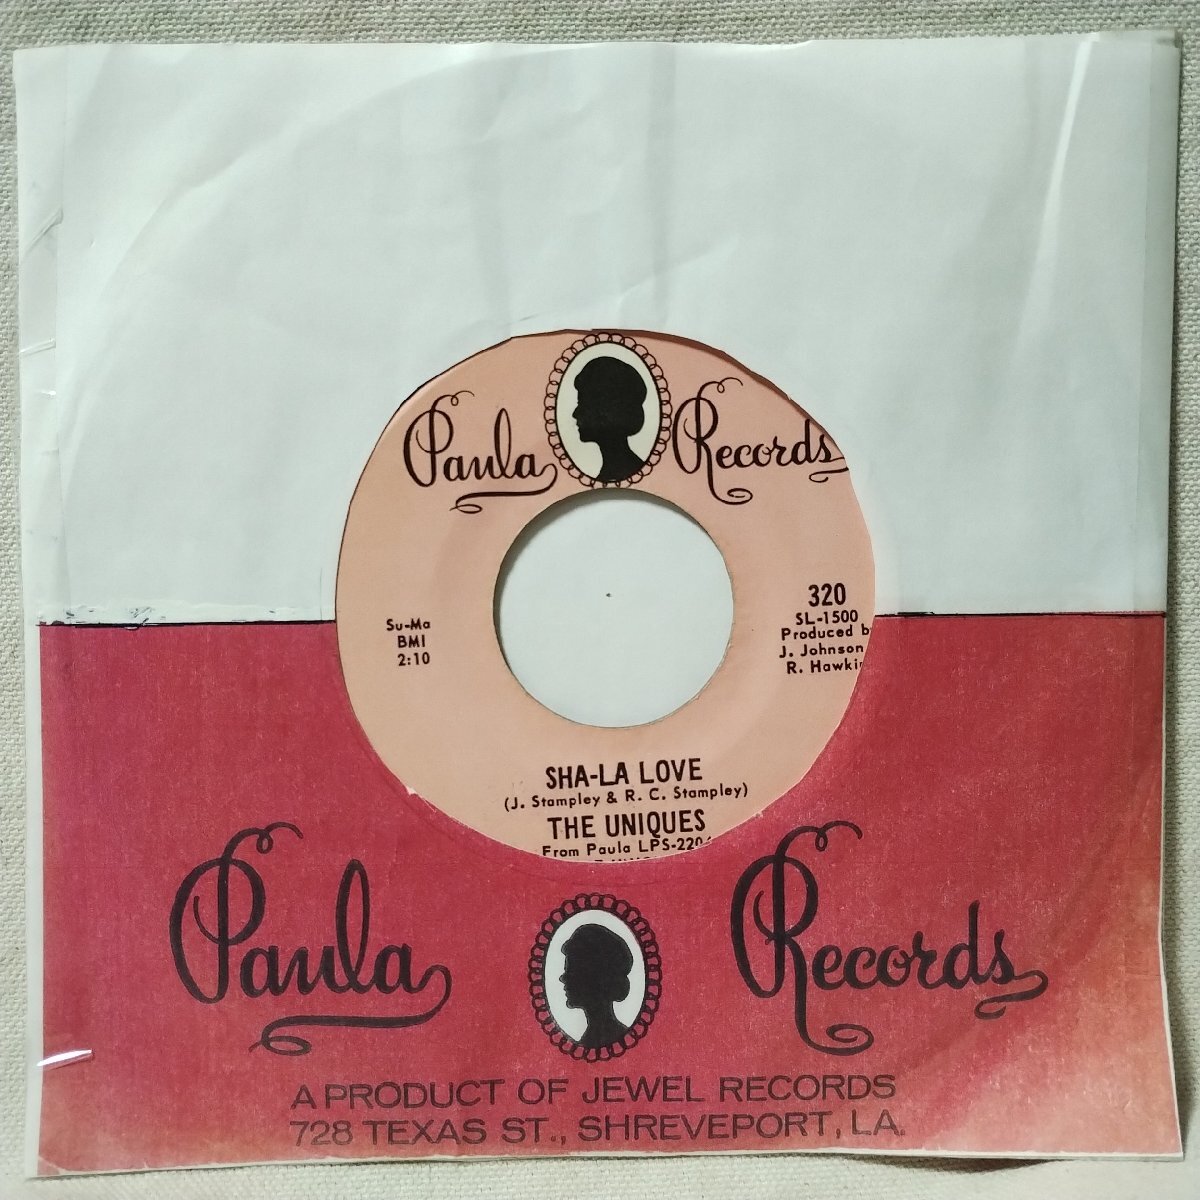 Paula Records
320
SL-1500
Produced
J. Johnson
R.
Su-Ma
BMI
2:10
SHA-LA LOVE
(J. Stampley & R. C. Stampley)
THE UNIQUES
From Paula
Paula Records
A PRODUCT OF JEWEL RECORDS
728 TEXAS ST., SHREVEPORT, LA.